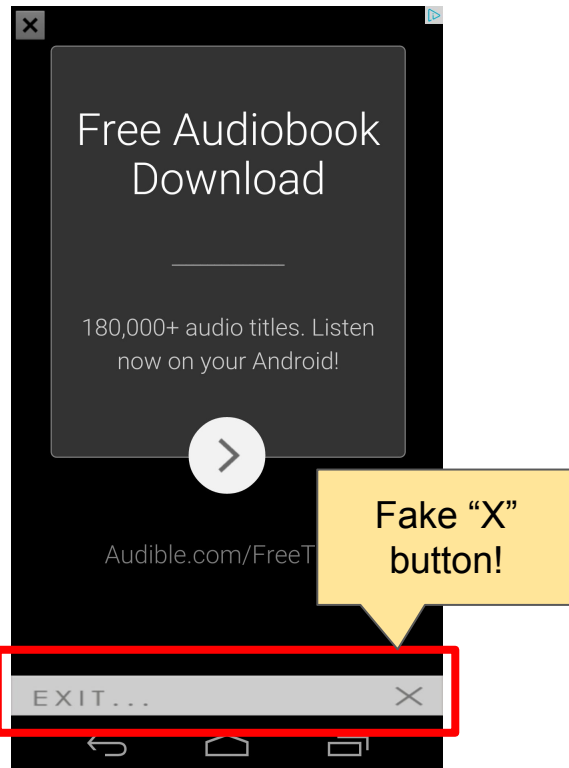 Free Audiobook
Download
180,000+ audio titles. Listen
now on your Android!
Audible.com/FreeT
Fake “X”
button!
EXIT...